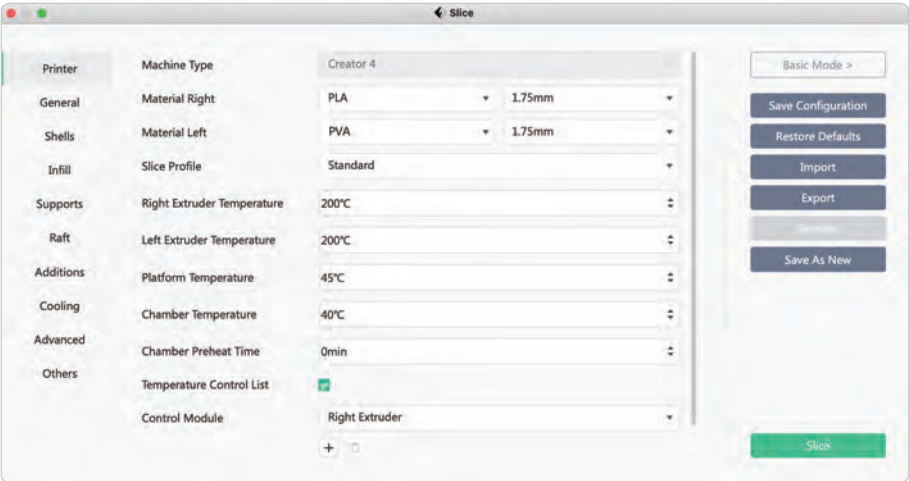 Slice
Printer
General
Shells
Infill
Supports
Raft
Additions
Cooling
Advanced
Others
Machine Type Creator 4
Material Right PLA 1.75mm
Material Left PVA 1.75mm
Slice Profile Standard
Right Extruder Temperature 200℃
Left Extruder Temperature 200℃
Platform Temperature 45℃
Chamber Temperature 40℃
Chamber Preheat Time 0min
Temperature Control List
Control Module Right Extruder
+
Basic Mode >
Save Configuration
Restore Defaults
Import
Export
Save As New
Slice